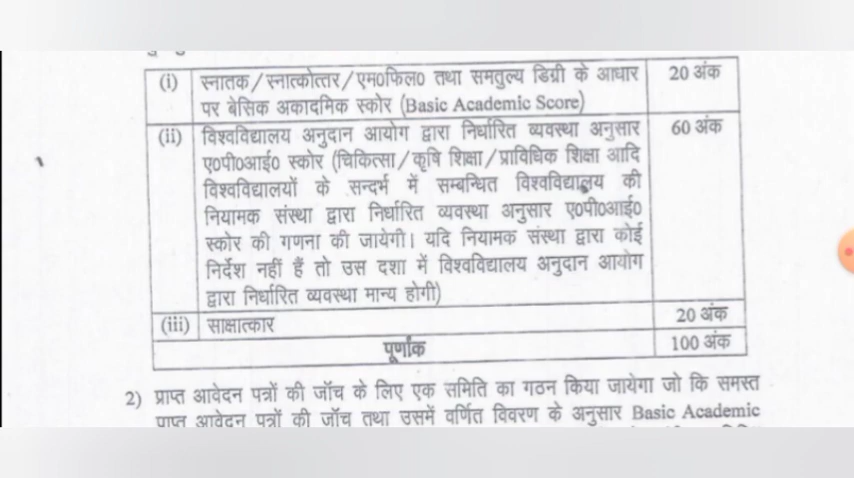 (i) स्नातक/स्नात्कोत्तर/एम0फिल0 तथा समतुल्य डिग्री के आधार 20 अंक
पर बेसिक अकादमिक स्कोर (Basic Academic Score)
(ii) विश्वविद्यालय अनुदान आयोग द्वारा निर्धारित व्यवस्था अनुसार 60 अंक
ए0पी0आई0 स्कोर (चिकित्सा/कृषि शिक्षा/प्राविधिक शिक्षा आदि
विश्वविद्यालयों के सन्दर्भ में सम्बन्धित विश्वविद्यालय की
नियामक संस्था द्वारा निर्धारित व्यवस्था अनुसार ए0पी0आई0
स्कोर की गणना की जायेगी। यदि नियामक संस्था द्वारा कोई
निर्देश नहीं हैं तो उस दशा में विश्वविद्यालय अनुदान आयोग
द्वारा निर्धारित व्यवस्था मान्य होगी)
(iii) साक्षात्कार 20 अंक
पूर्णांक 100 अंक
2) प्राप्त आवेदन पत्रों की जॉच के लिए एक समिति का गठन किया जायेगा जो कि समस्त
प्राप्त आवेदन पत्रों की जॉच तथा उसमें वर्णित विवरण के अनुसार Basic Academic